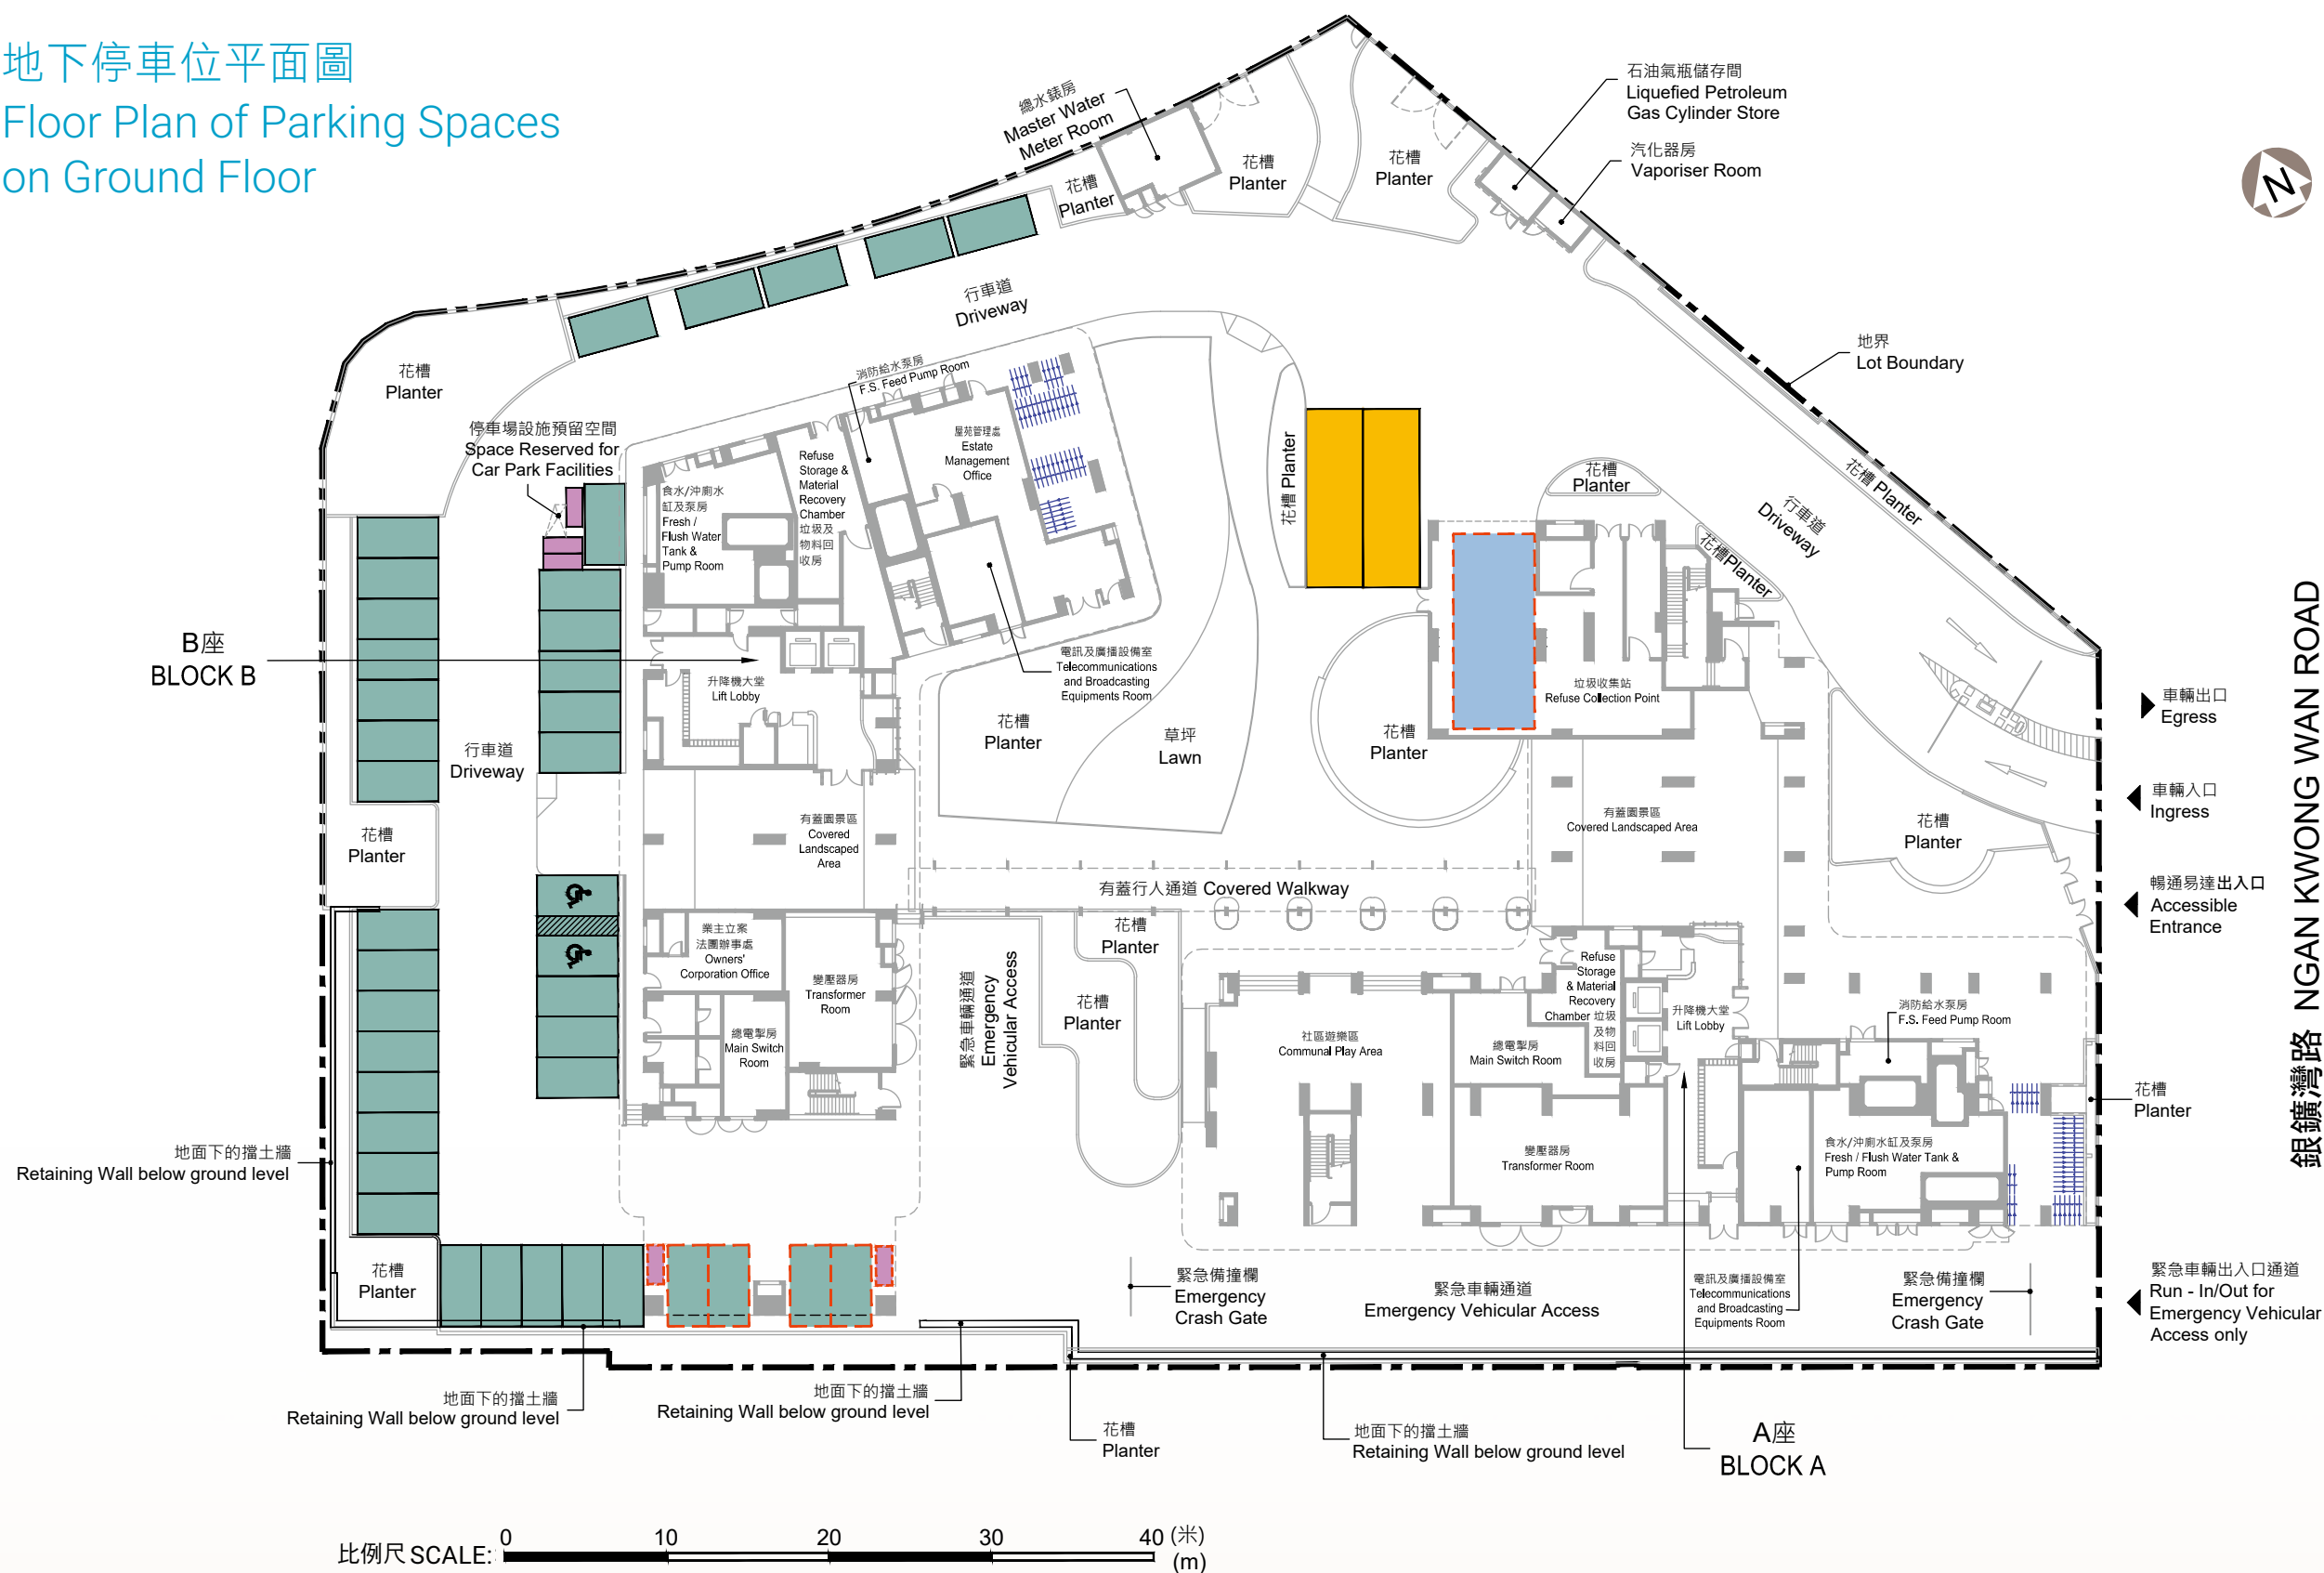 地下停車位平面圖
Floor Plan of Parking Spaces
on Ground Floor
總水錶房
Master Water
Meter Room
石油氣瓶儲存間
Liquefied Petroleum
Gas Cylinder Store
汽化器房
Vaporiser Room
N
花槽
Planter
花槽
Planter
花槽
Planter
行車道
Driveway
地界
Lot Boundary
花槽
Planter
消防給水泵房
F.S. Feed Pump Room
停車場設施預留空間
Space Reserved for
Car Park Facilities
屋苑管理處
Estate
Management
Office
Refuse
Storage &
Material
Recovery
Chamber
垃圾及
物料回
收房
食水/沖廁水
缸及泵房
Fresh /
Flush Water
Tank &
Pump Room
花槽 Planter
花槽
Planter
花槽 Planter
行車道
Driveway
花槽Planter
B座
BLOCK B
升降機大堂
Lift Lobby
電訊及廣播設備室
Telecommunications
and Broadcasting
Equipments Room
垃圾收集站
Refuse Collection Point
花槽
Planter
草坪
Lawn
花槽
Planter
行車道
Driveway
車輛出口
Egress
車輛入口
Ingress
銀鑛灣路 NGAN KWONG WAN ROAD
有蓋園景區
Covered
Landscaped
Area
有蓋園景區
Covered Landscaped Area
花槽
Planter
花槽
Planter
有蓋行人通道 Covered Walkway
暢通易達出入口
Accessible
Entrance
業主立案
法團辦事處
Owners'
Corporation Office
變壓器房
Transformer
Room
總電掣房
Main Switch
Room
緊急車輛通道
Emergency
Vehicular Access
花槽
Planter
花槽
Planter
社區遊樂區
Communal Play Area
Refuse
Storage
& Material
Recovery
Chamber 垃圾
及物
料回
收房
總電掣房
Main Switch Room
升降機大堂
Lift Lobby
消防給水泵房
F.S. Feed Pump Room
花槽
Planter
變壓器房
Transformer Room
食水/沖廁水缸及泵房
Fresh / Flush Water Tank &
Pump Room
地面下的擋土牆
Retaining Wall below ground level
花槽
Planter
緊急備撞欄
Emergency
Crash Gate
緊急車輛通道
Emergency Vehicular Access
電訊及廣播設備室
Telecommunications
and Broadcasting
Equipments Room
緊急備撞欄
Emergency
Crash Gate
緊急車輛出入口通道
Run - In/Out for
Emergency Vehicular
Access only
地面下的擋土牆
Retaining Wall below ground level
地面下的擋土牆
Retaining Wall below ground level
花槽
Planter
地面下的擋土牆
Retaining Wall below ground level
A座
BLOCK A
比例尺 SCALE: 0 10 20 30 40 (米)
(m)